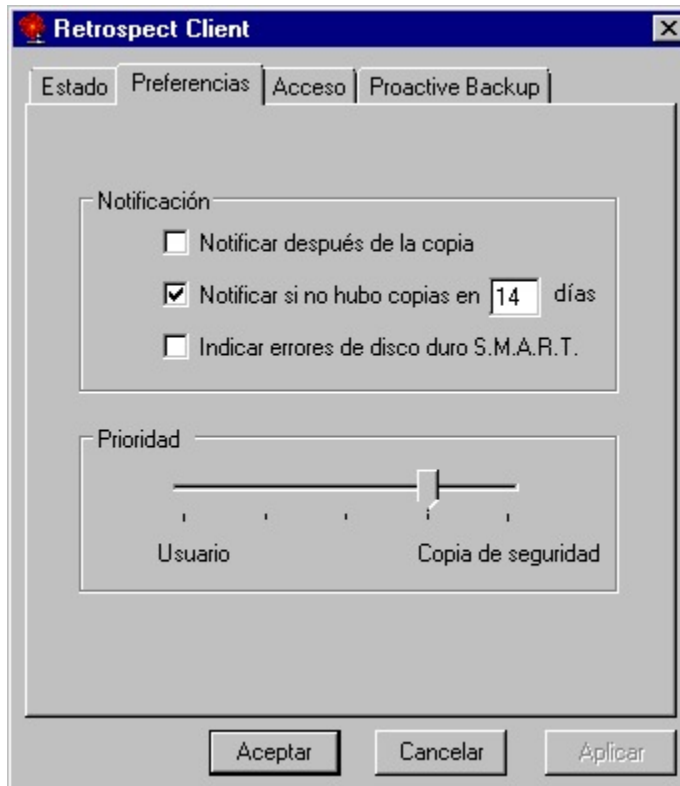 Retrospect Client
Estado Preferencias Acceso Proactive Backup
Notificación
Notificar después de la copia
Notificar si no hubo copias en 14 días
Indicar errores de disco duro S.M.A.R.T.
Prioridad
Usuario Copia de seguridad
Aceptar Cancelar Aplicar